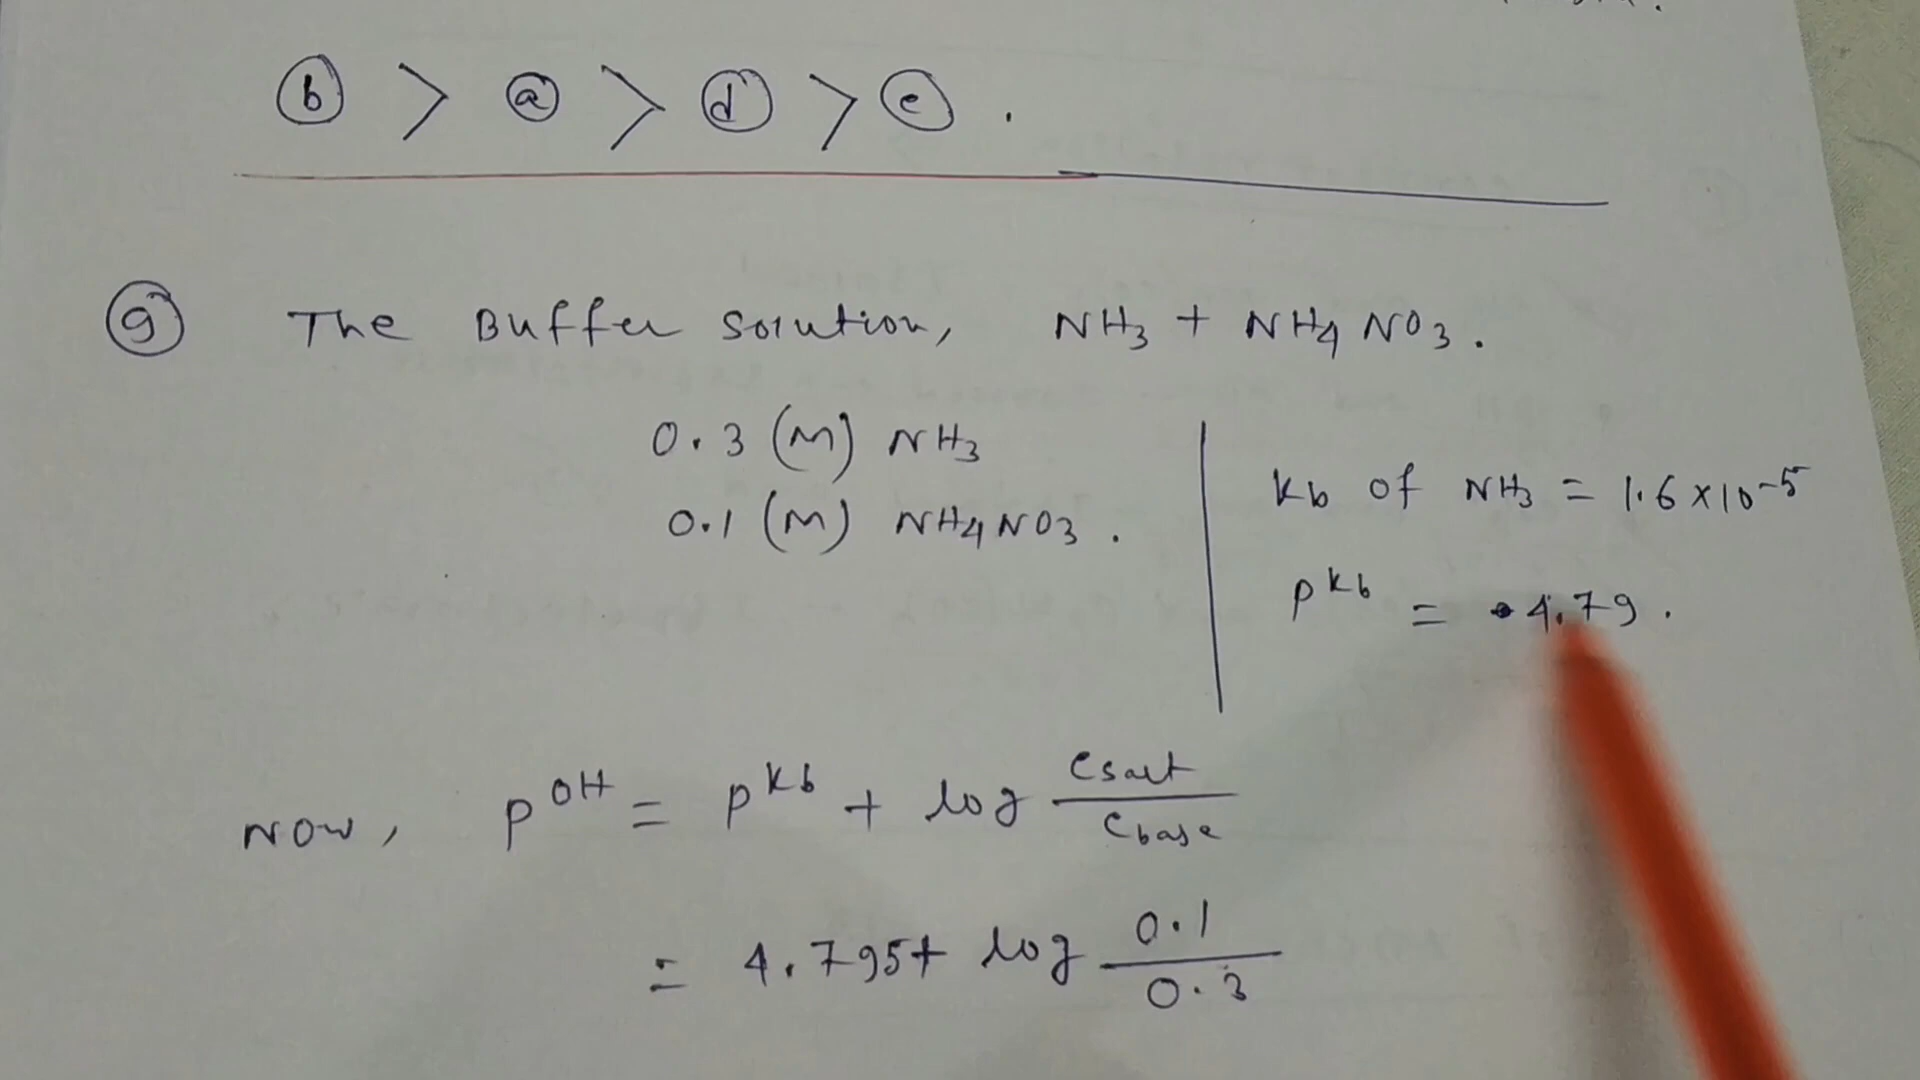 ⓑ > ⓐ > ⓓ > ⓔ .
⑨ The Buffer solution, NH3 + NH4NO3.
0.3 (M) NH3
0.1 (M) NH4NO3.
Kb of NH3 = 1.6 × 10^-5
pKb = 4.79.
Now, pOH = pKb + log Csalt / Cbase
= 4.795 + log 0.1 / 0.3